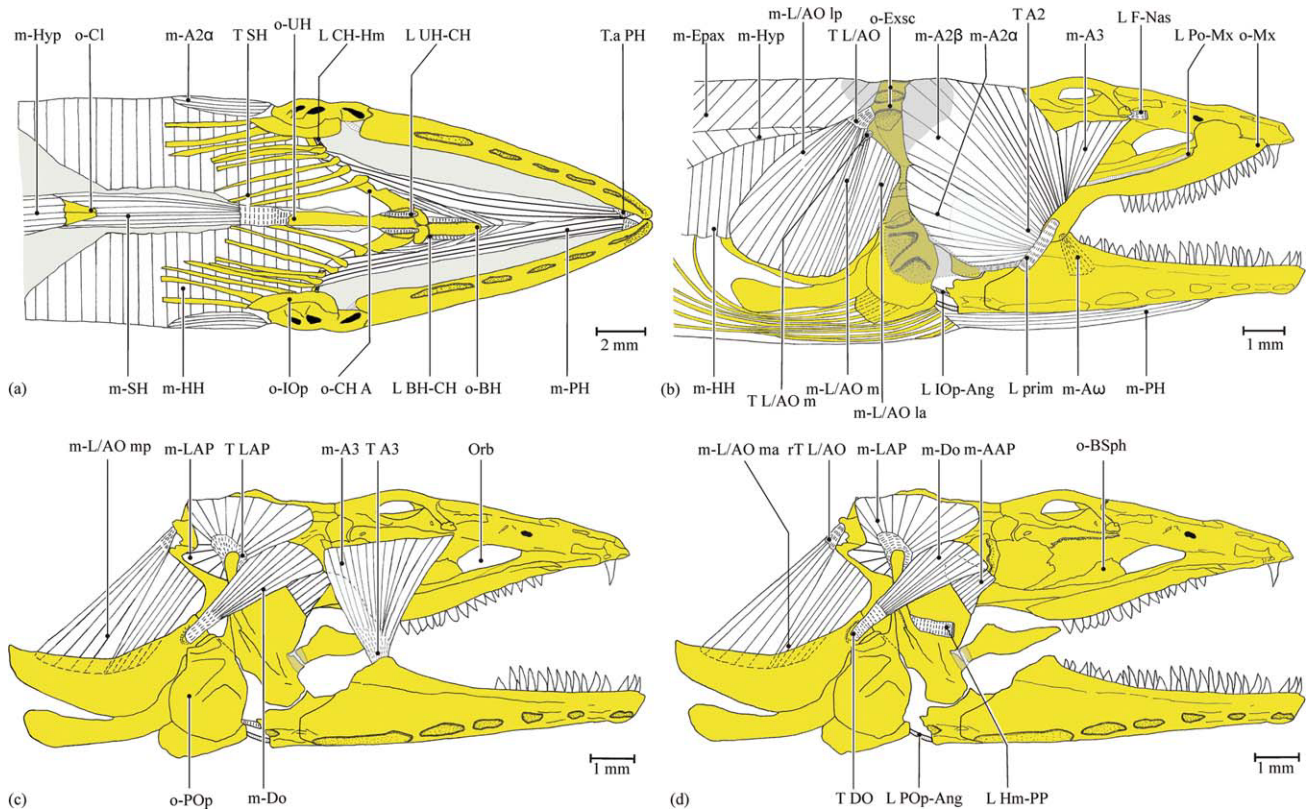 m-Hyp o-Cl m-A2α T SH o-UH L CH-Hm L UH-CH T.a PH
2 mm
m-SH m-HH o-IOp o-CH A L BH-CH o-BH m-PH
(a)
m-Epax m-Hyp m-L/AO lp T L/AO o-Exsc m-A2β m-A2α T A2 m-A3 L F-Nas L Po-Mx o-Mx
1 mm
m-HH T L/AO m m-L/AO m m-L/AO la L IOp-Ang L prim m-Aω m-PH
(b)
m-L/AO mp m-LAP T LAP m-A3 T A3 Orb
1 mm
o-POp m-Do
(c)
m-L/AO ma rT L/AO m-LAP m-Do m-AAP o-BSph
1 mm
T DO L POp-Ang L Hm-PP
(d)